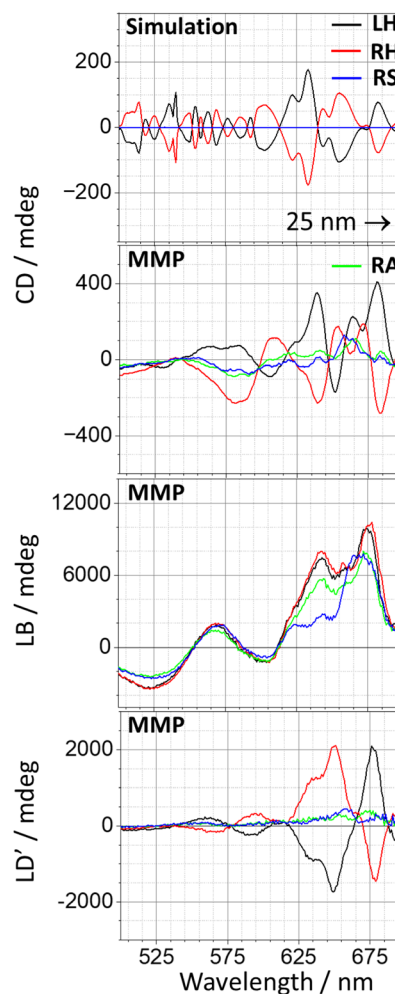 Simulation
LH
RH
RS
200
0
−200
25 nm →
CD / mdeg
MMP
RA
400
0
−400
MMP
12000
6000
0
LB / mdeg
MMP
2000
0
−2000
LD’ / mdeg
525 575 625 675
Wavelength / nm